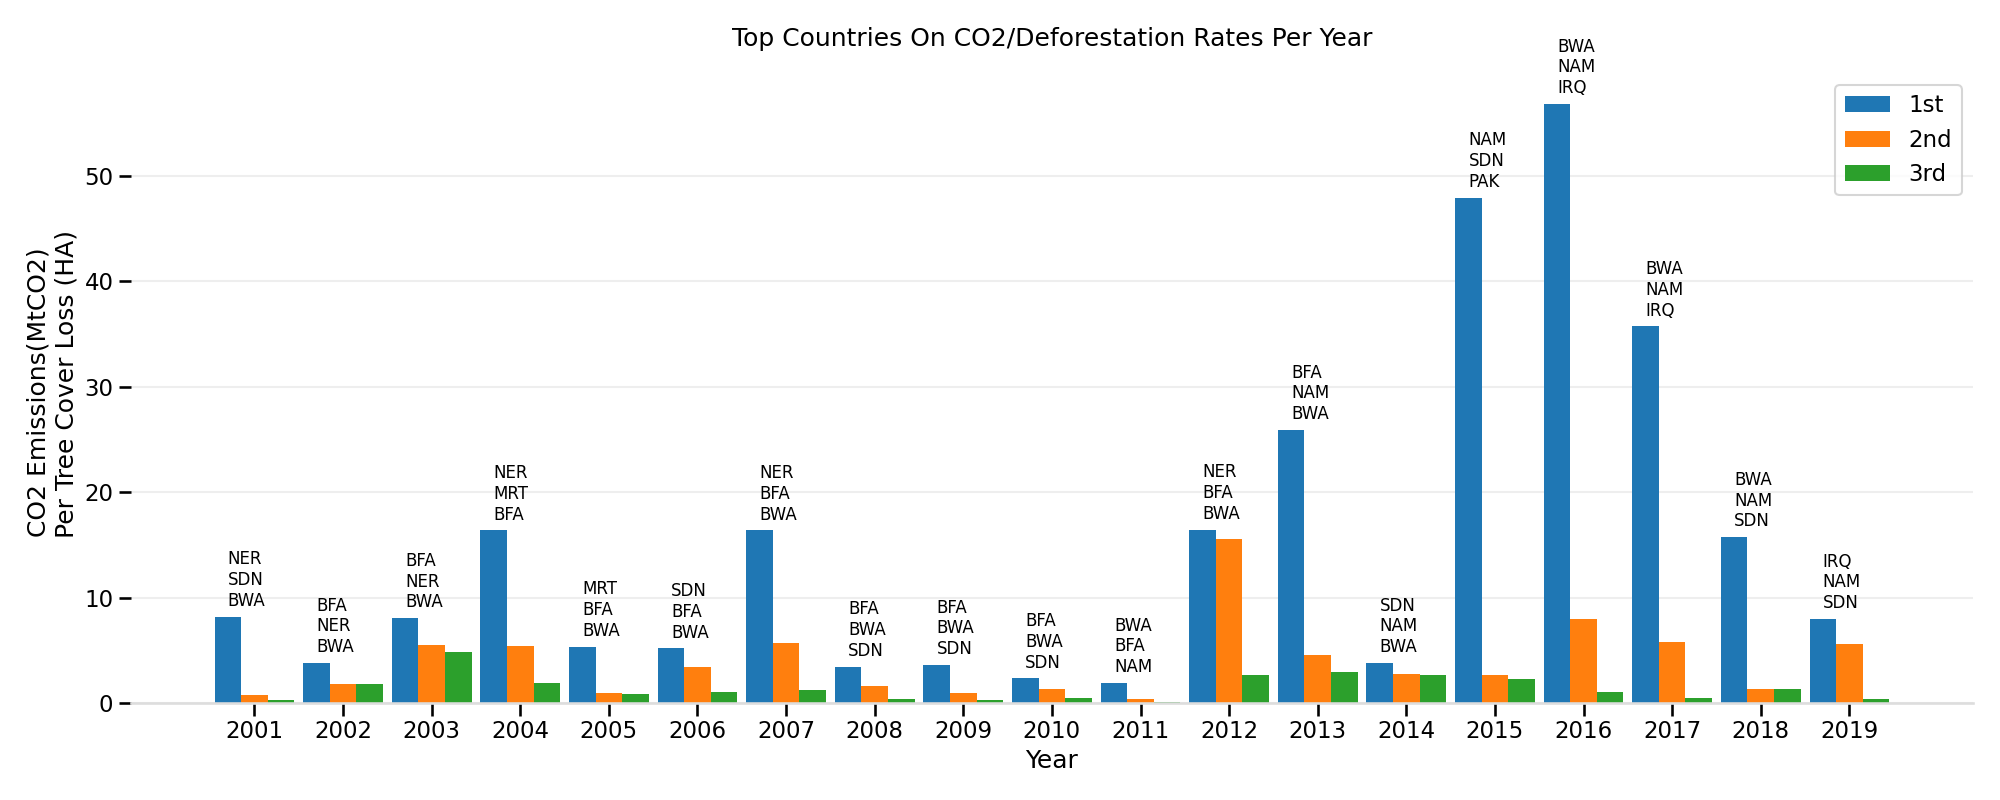 Top Countries On CO2/Deforestation Rates Per Year
CO2 Emissions(MtCO2)
Per Tree Cover Loss (HA)
50
40
30
20
10
0
NER
SDN
BWA
BFA
NER
BWA
BFA
NER
BWA
NER
MRT
BFA
MRT
BFA
BWA
SDN
BFA
BWA
NER
BFA
BWA
BFA
BWA
SDN
BFA
BWA
SDN
BFA
BWA
SDN
BWA
BFA
NAM
NER
BFA
BWA
BFA
NAM
BWA
SDN
NAM
BWA
NAM
SDN
PAK
BWA
NAM
IRQ
BWA
NAM
IRQ
BWA
NAM
SDN
IRQ
NAM
SDN
1st
2nd
3rd
2001 2002 2003 2004 2005 2006 2007 2008 2009 2010 2011 2012 2013 2014 2015 2016 2017 2018 2019
Year